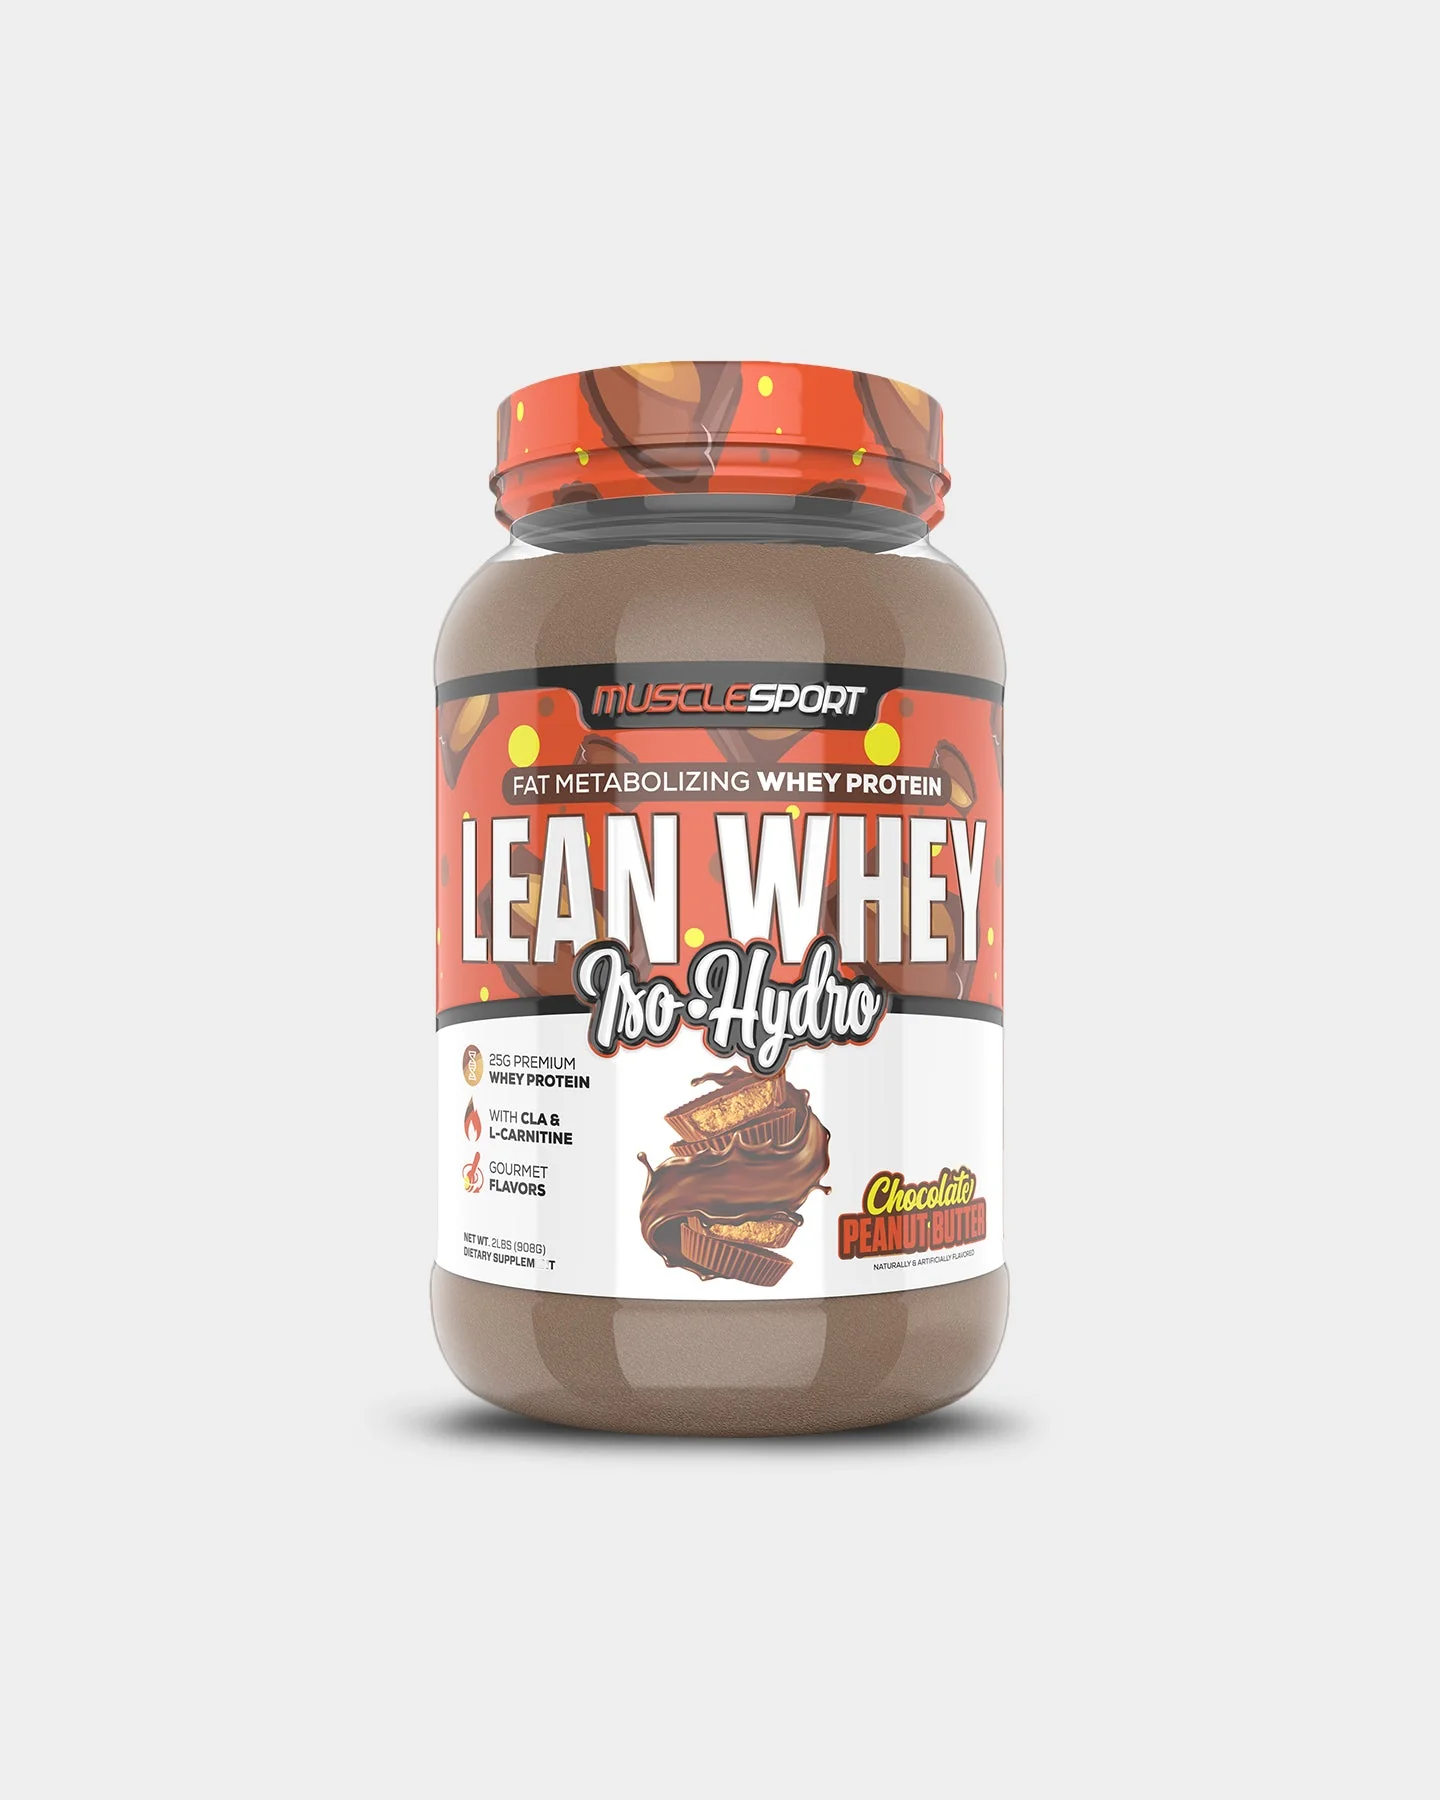 MUSCLESPORT
FAT METABOLIZING WHEY PROTEIN
LEAN WHEY
Iso•Hydro
25G PREMIUM
WHEY PROTEIN
WITH CLA &
L-CARNITINE
GOURMET
FLAVORS
NET WT. 2LBS (908G)
DIETARY
Chocolate
PEANUT BUTTER
NATURALLY & ARTIFICIALLY FLAVORED